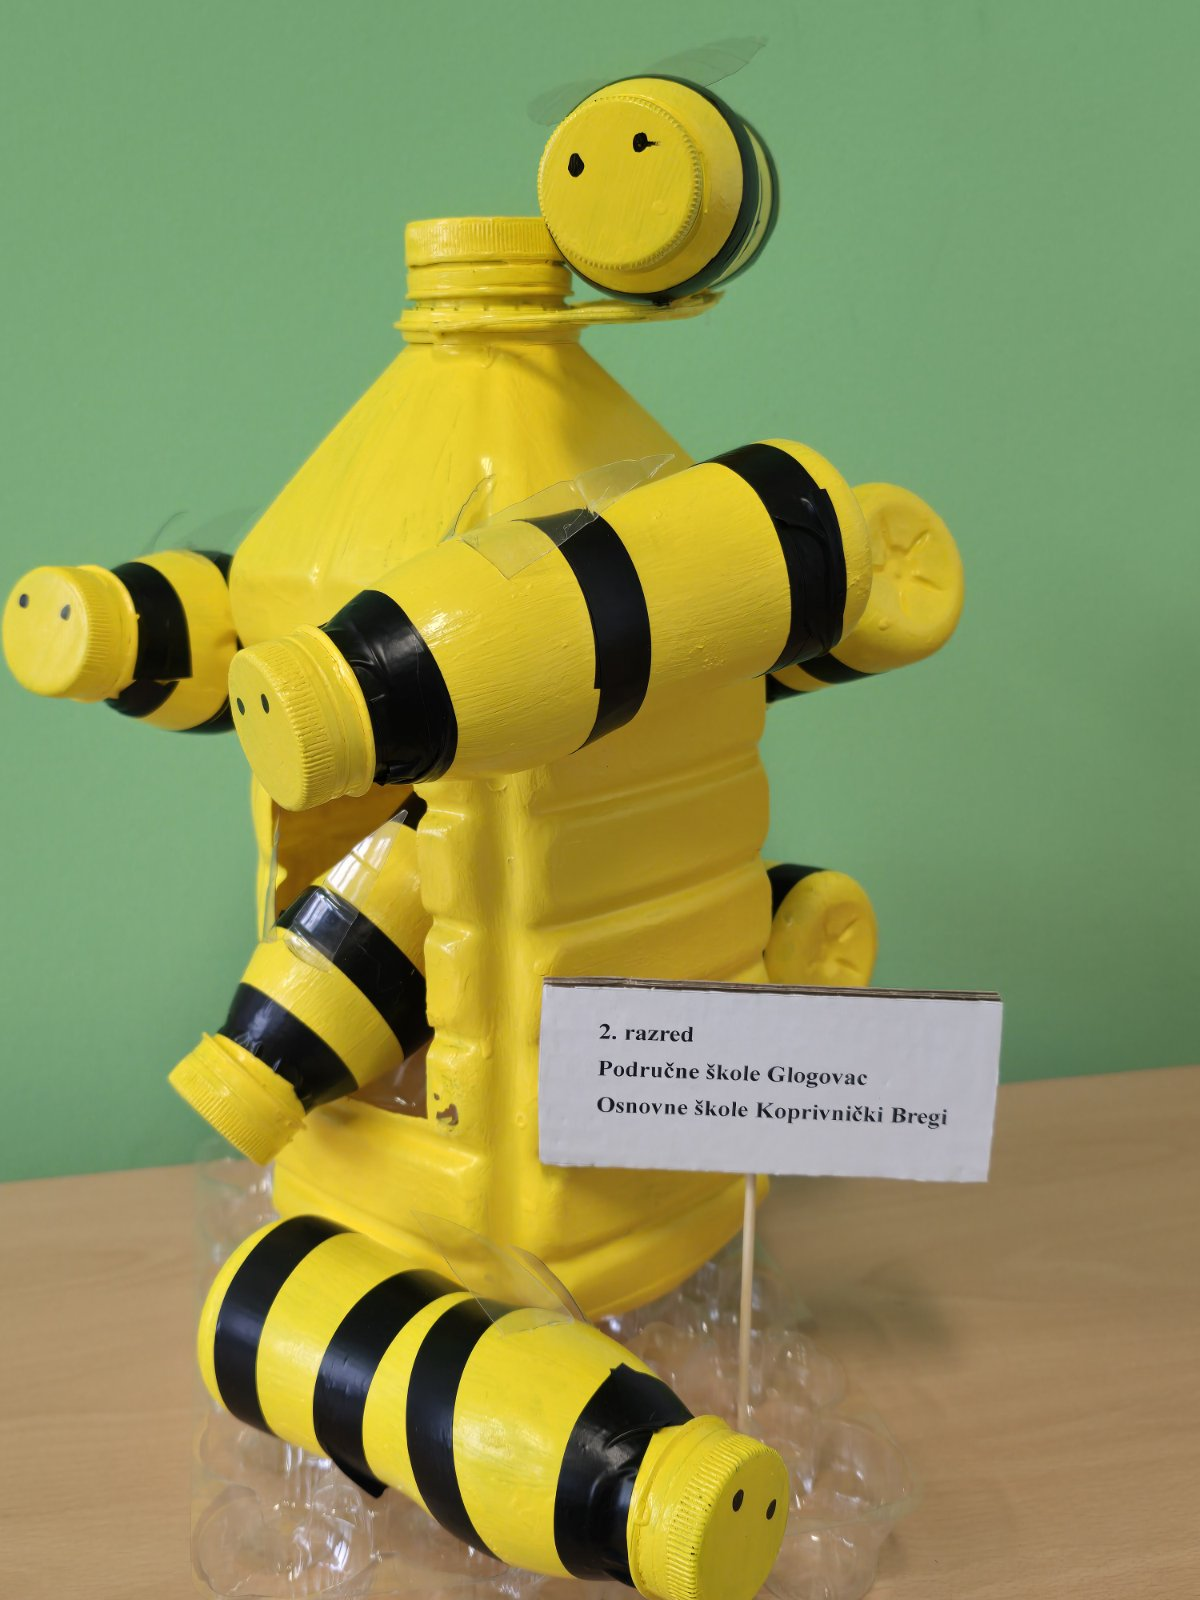 2. razred
Područne škole Glogovac
Osnovne škole Koprivnički Bregi